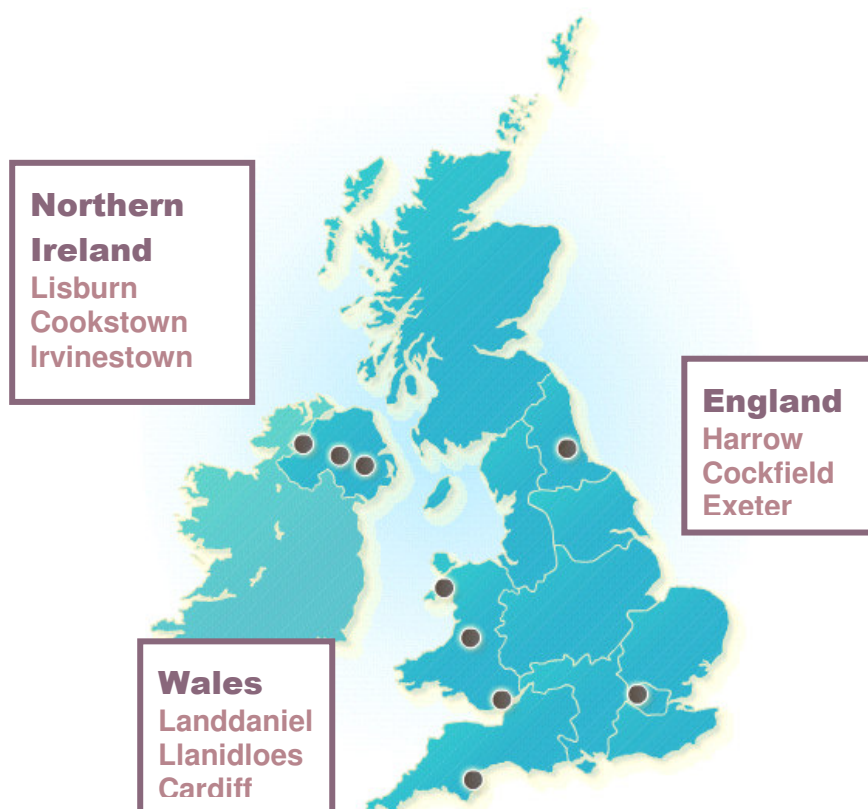 Northern
Ireland
Lisburn
Cookstown
Irvinestown
England
Harrow
Cockfield
Exeter
Wales
Landdaniel
Llanidloes
Cardiff